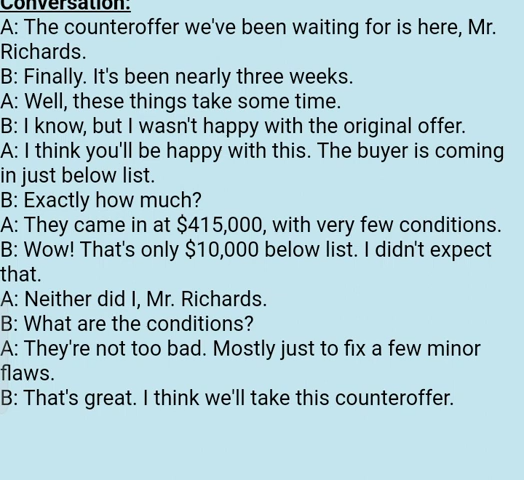 Conversation:
A: The counteroffer we've been waiting for is here, Mr.
Richards.
B: Finally. It's been nearly three weeks.
A: Well, these things take some time.
B: I know, but I wasn't happy with the original offer.
A: I think you'll be happy with this. The buyer is coming
in just below list.
B: Exactly how much?
A: They came in at $415,000, with very few conditions.
B: Wow! That's only $10,000 below list. I didn't expect
that.
A: Neither did I, Mr. Richards.
B: What are the conditions?
A: They're not too bad. Mostly just to fix a few minor
flaws.
B: That's great. I think we'll take this counteroffer.